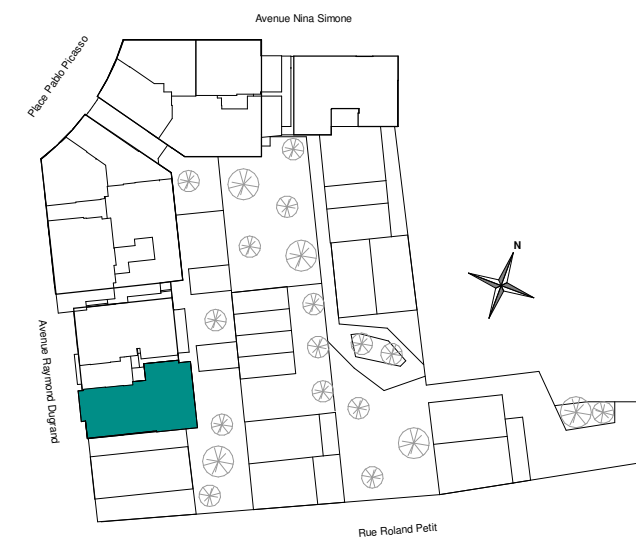 Avenue Nina Simone
Place Pablo Picasso
N
Avenue Raymond Dugrand
Rue Roland Petit